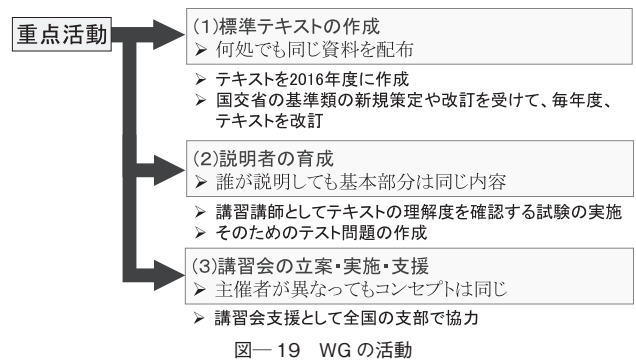 重点活動
(1)標準テキストの作成
➢ 何処でも同じ資料を配布
➢ テキストを2016年度に作成
➢ 国交省の基準類の新規策定や改訂を受けて、毎年度、
テキストを改訂
(2)説明者の育成
➢ 誰が説明しても基本部分は同じ内容
➢ 講習講師としてテキストの理解度を確認する試験の実施
➢ そのためのテスト問題の作成
(3)講習会の立案・実施・支援
➢ 主催者が異なってもコンセプトは同じ
➢ 講習会支援として全国の支部で協力
図―19 WGの活動